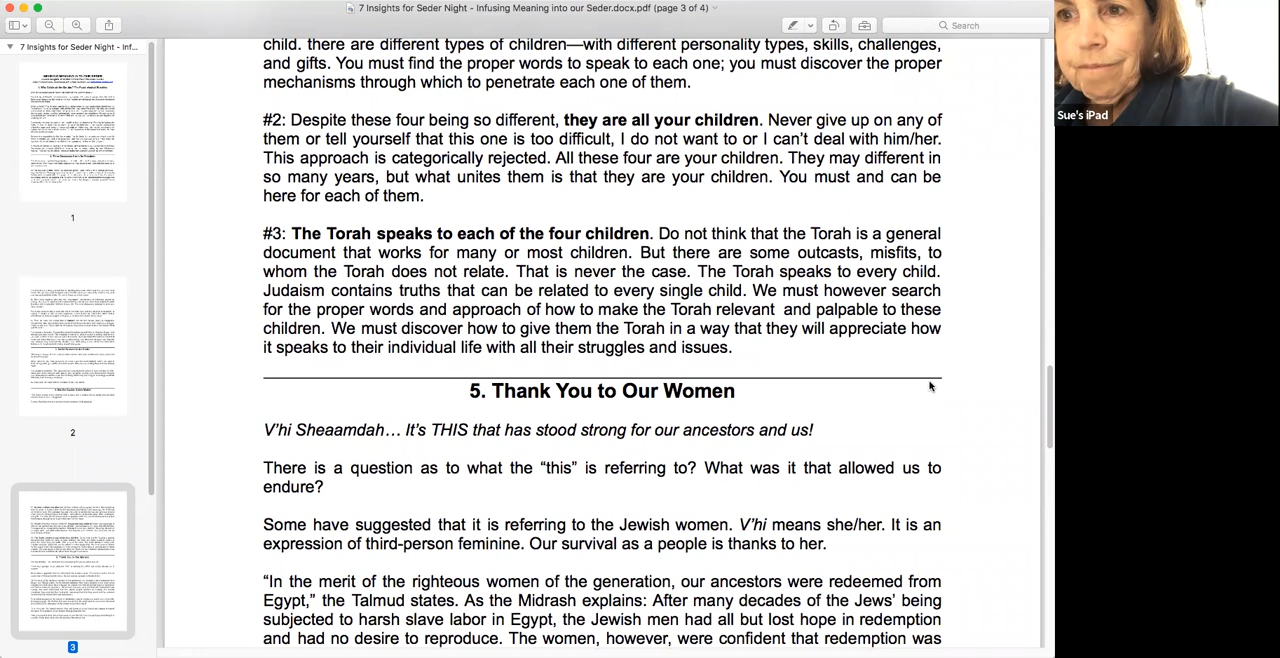 7 Insights for Seder Night - Infusing Meaning into our Seder.docx.pdf (page 3 of 4)
Search
7 Insights for Seder Night - Inf...
1
2
3
child. there are different types of children—with different personality types, skills, challenges,
and gifts. You must find the proper words to speak to each one; you must discover the proper
mechanisms through which to penetrate each one of them.
#2: Despite these four being so different, they are all your children. Never give up on any of
them or tell yourself that this one is too difficult, I do not want to or I can't deal with him/her.
This approach is categorically rejected. All these four are your children. They may different in
so many years, but what unites them is that they are your children. You must and can be
here for each of them.
#3: The Torah speaks to each of the four children. Do not think that the Torah is a general
document that works for many or most children. But there are some outcasts, misfits, to
whom the Torah does not relate. That is never the case. The Torah speaks to every child.
Judaism contains truths that can be related to every single child. We must however search
for the proper words and approach of how to make the Torah relevant and palpable to these
children. We must discover how to give them the Torah in a way that they will appreciate how
it speaks to their individual life with all their struggles and issues.
5. Thank You to Our Women
V'hi Sheaamdah... It's THIS that has stood strong for our ancestors and us!
There is a question as to what the “this” is referring to? What was it that allowed us to
endure?
Some have suggested that it is referring to the Jewish women. V'hi means she/her. It is an
expression of third-person feminine. Our survival as a people is thanks to her.
“In the merit of the righteous women of the generation, our ancestors were redeemed from
Egypt,” the Talmud states. And the Midrash explains: After many decades of the Jews' being
subjected to harsh slave labor in Egypt, the Jewish men had all but lost hope in redemption
and had no desire to reproduce. The women, however, were confident that redemption was
Sue's iPad